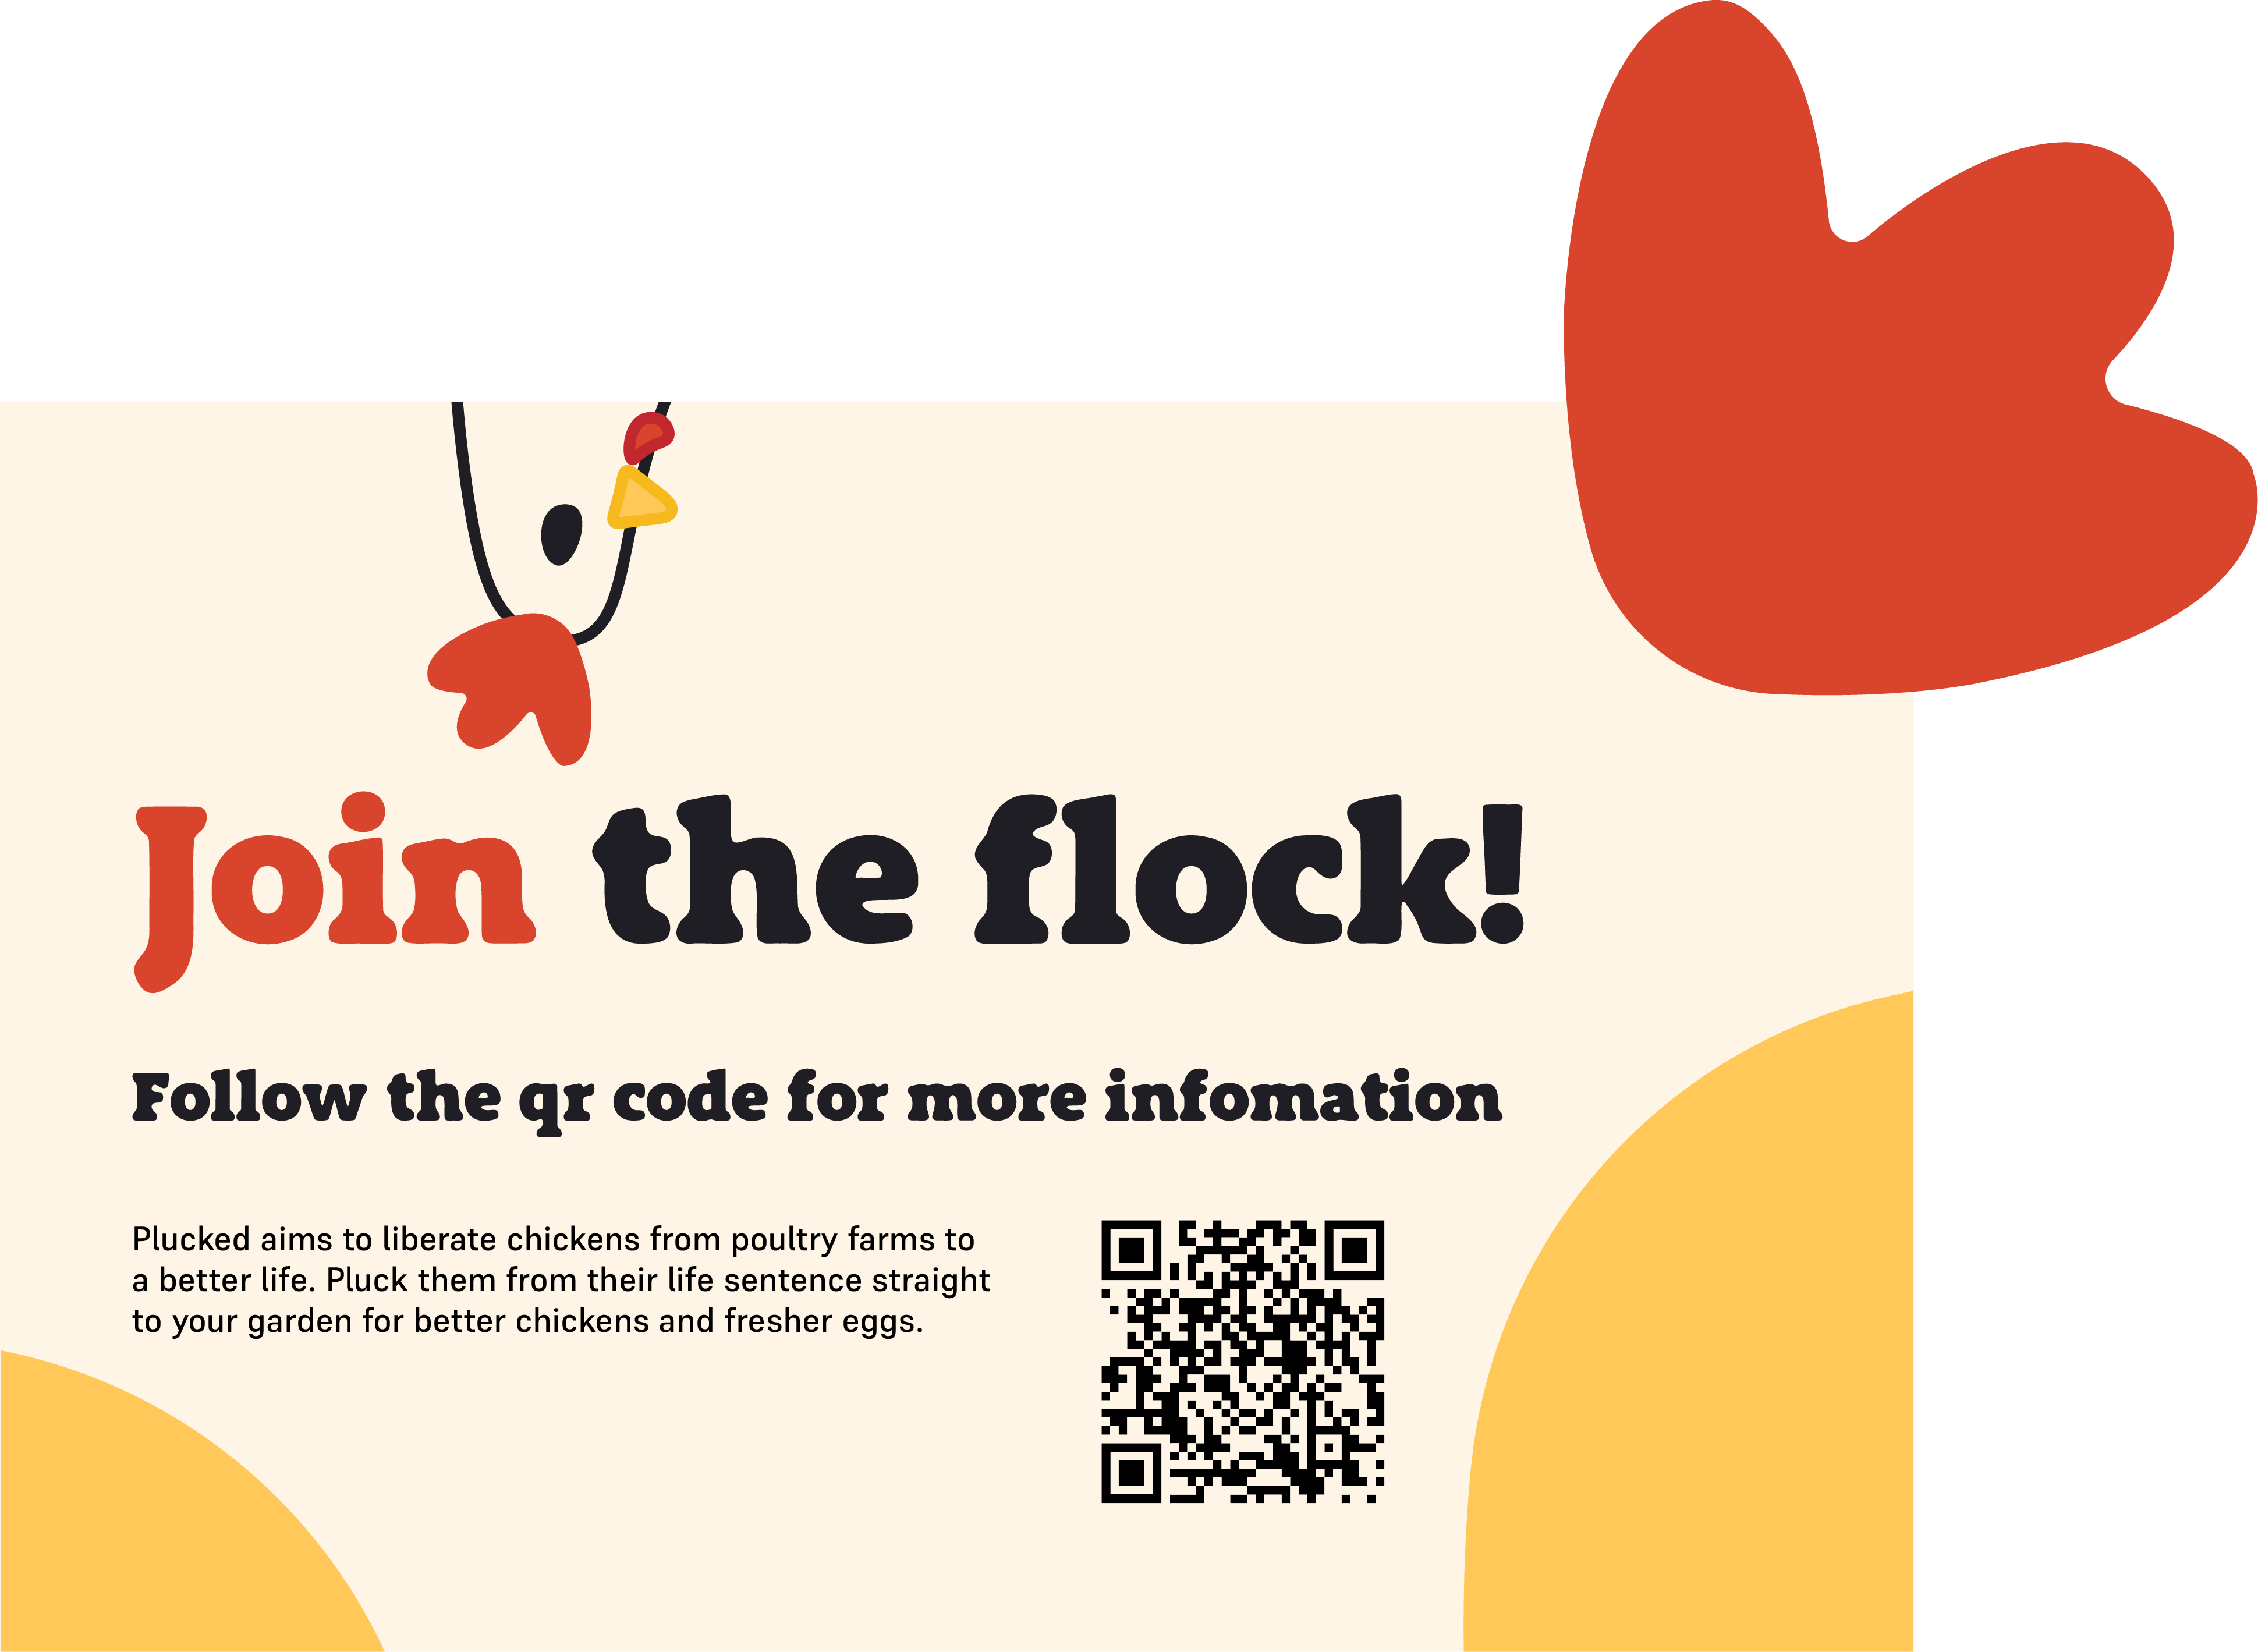 Join the flock!
Follow the qr code for more infomation
Plucked aims to liberate chickens from poultry farms to
a better life. Pluck them from their life sentence straight
to your garden for better chickens and fresher eggs.